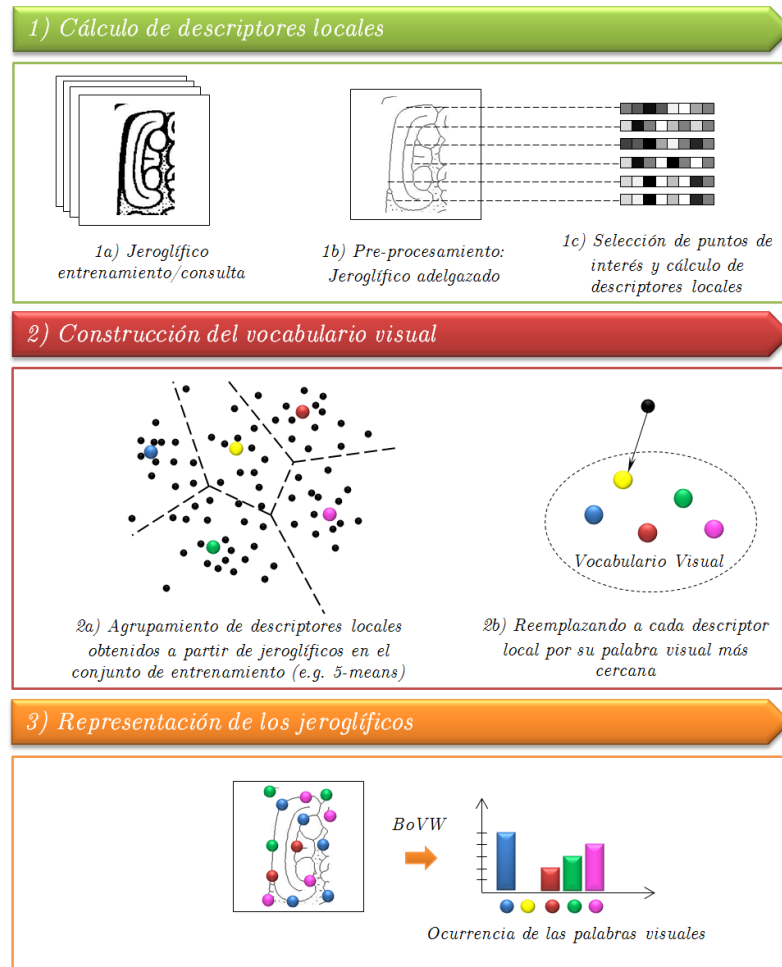 1) Cálculo de descriptores locales
1a) Jeroglífico
entrenamiento/consulta
1b) Pre-procesamiento:
Jeroglífico adelgazado
1c) Selección de puntos de
interés y cálculo de
descriptores locales
2) Construcción del vocabulario visual
2a) Agrupamiento de descriptores locales
obtenidos a partir de jeroglíficos en el
conjunto de entrenamiento (e.g. 5-means)
Vocabulario Visual
2b) Reemplazando a cada descriptor
local por su palabra visual más
cercana
3) Representación de los jeroglíficos
BoVW
Ocurrencia de las palabras visuales